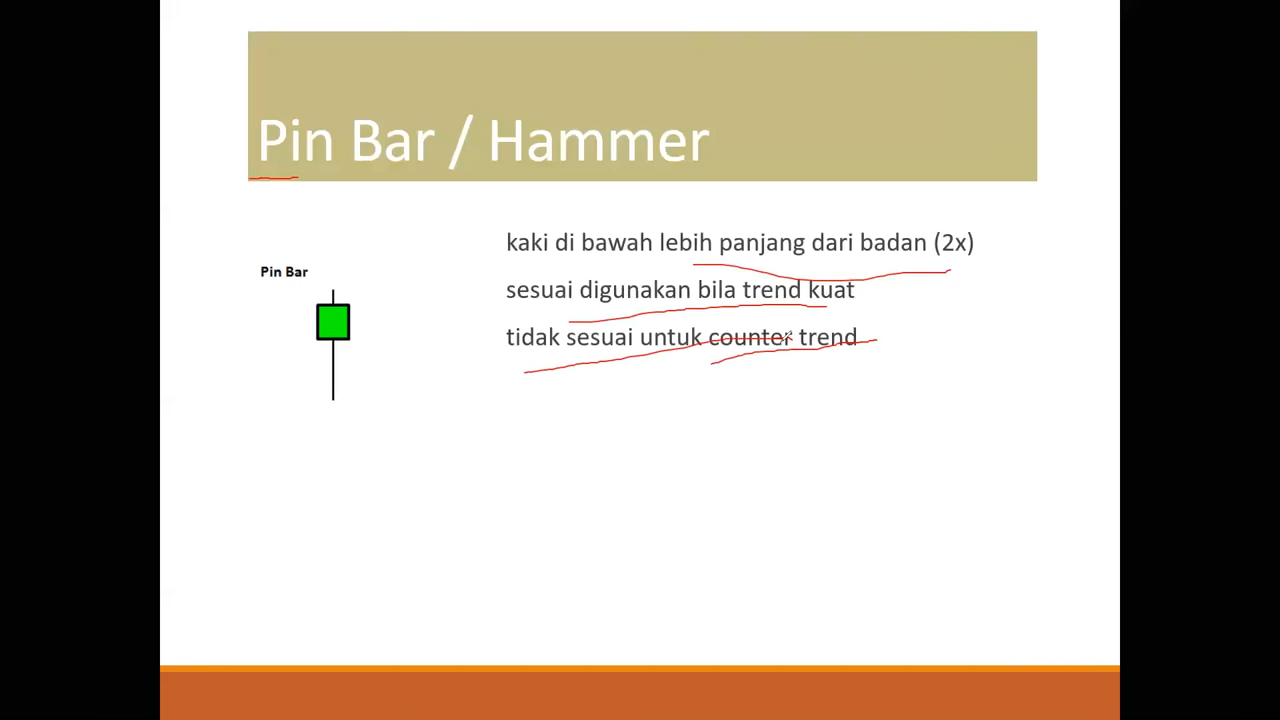 Pin Bar / Hammer
Pin Bar
kaki di bawah lebih panjang dari badan (2x)
sesuai digunakan bila trend kuat
tidak sesuai untuk counter trend